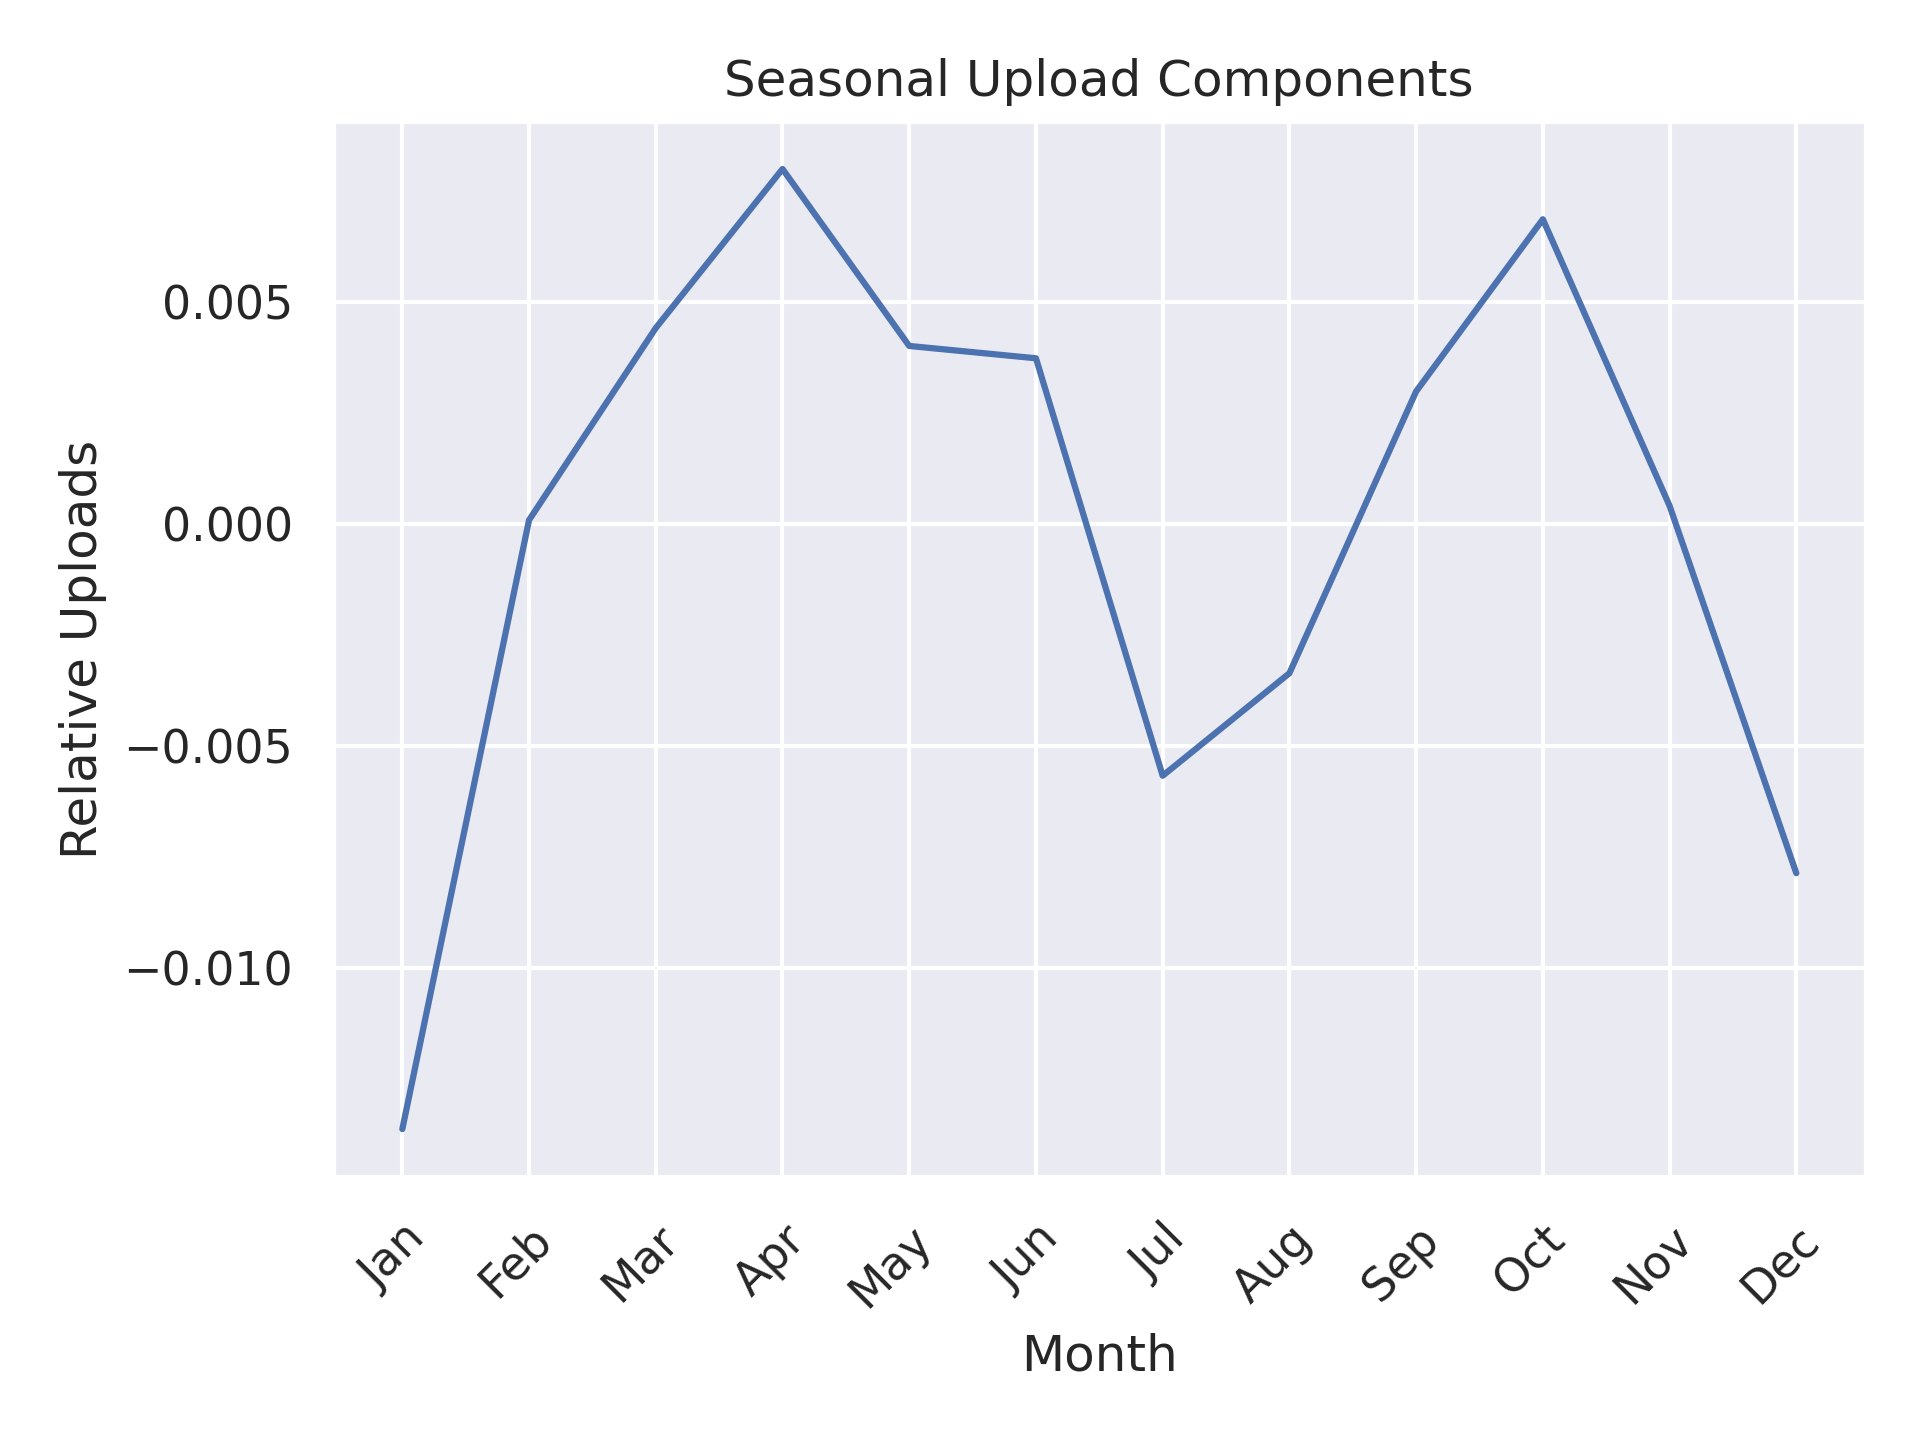 Seasonal Upload Components
Relative Uploads
0.005
0.000
−0.005
−0.010
Jan
Feb
Mar
Apr
May
Jun
Jul
Aug
Sep
Oct
Nov
Dec
Month